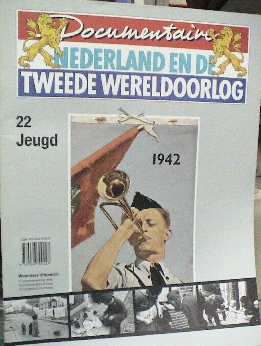 Documentaire
NEDERLAND EN DE
TWEEDE WERELDOORLOG
22
Jeugd
1942